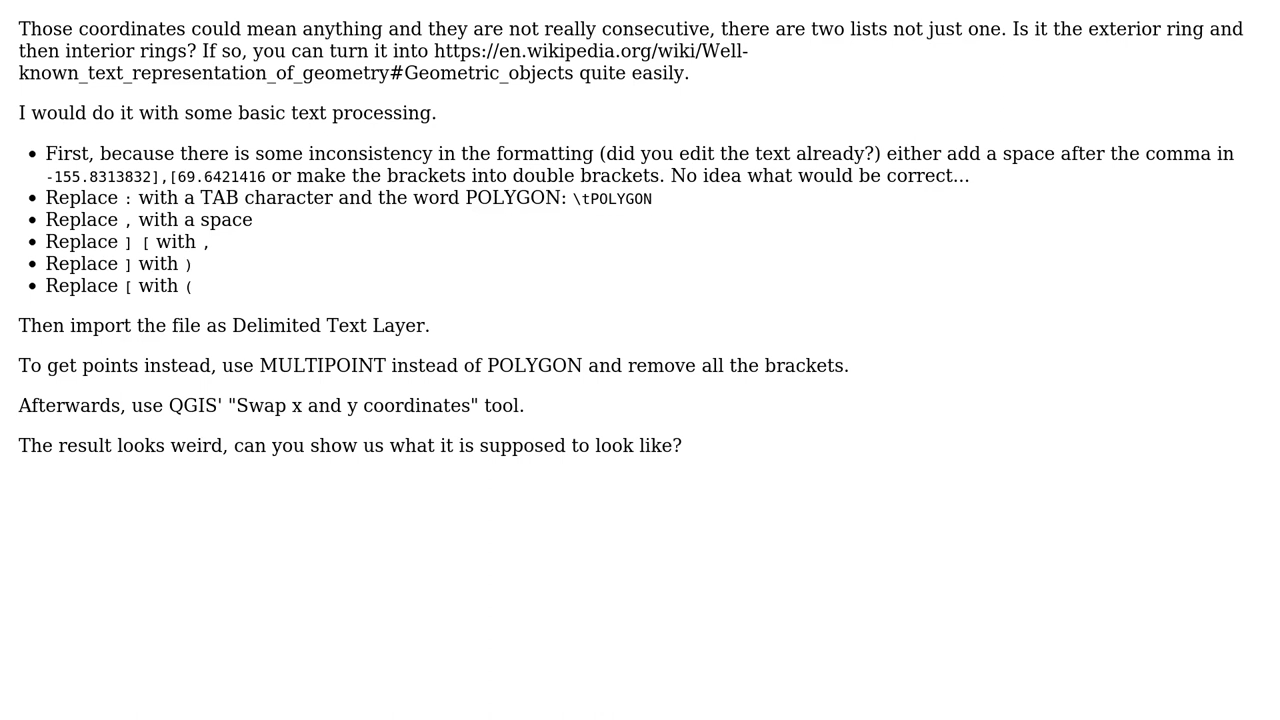 Those coordinates could mean anything and they are not really consecutive, there are two lists not just one. Is it the exterior ring and
then interior rings? If so, you can turn it into https://en.wikipedia.org/wiki/Well-
known_text_representation_of_geometry#Geometric_objects quite easily.
I would do it with some basic text processing.
• First, because there is some inconsistency in the formatting (did you edit the text already?) either add a space after the comma in
-155.8313832],[69.6421416 or make the brackets into double brackets. No idea what would be correct...
• Replace : with a TAB character and the word POLYGON: \tPOLYGON
• Replace , with a space
• Replace ] [ with ,
• Replace ] with )
• Replace [ with (
Then import the file as Delimited Text Layer.
To get points instead, use MULTIPOINT instead of POLYGON and remove all the brackets.
Afterwards, use QGIS' "Swap x and y coordinates" tool.
The result looks weird, can you show us what it is supposed to look like?